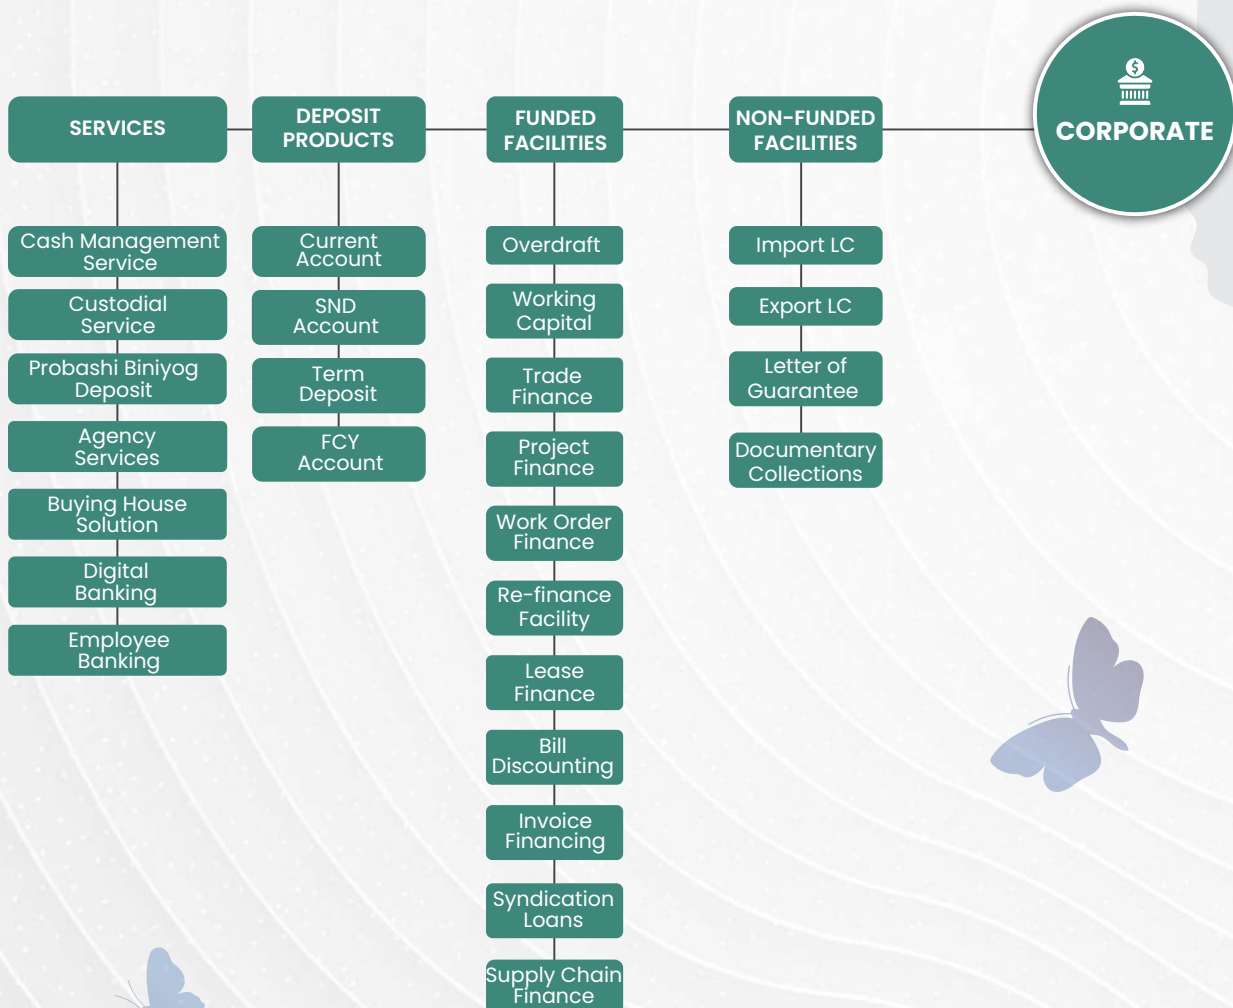 CORPORATE
SERVICES
Cash Management
Service
Custodial
Service
Probashi Biniyog
Deposit
Agency
Services
Buying House
Solution
Digital
Banking
Employee
Banking
DEPOSIT
PRODUCTS
Current
Account
SND
Account
Term
Deposit
FCY
Account
FUNDED
FACILITIES
Overdraft
Working
Capital
Trade
Finance
Project
Finance
Work Order
Finance
Re-finance
Facility
Lease
Finance
Bill
Discounting
Invoice
Financing
Syndication
Loans
Supply Chain
Finance
NON-FUNDED
FACILITIES
Import LC
Export LC
Letter of
Guarantee
Documentary
Collections